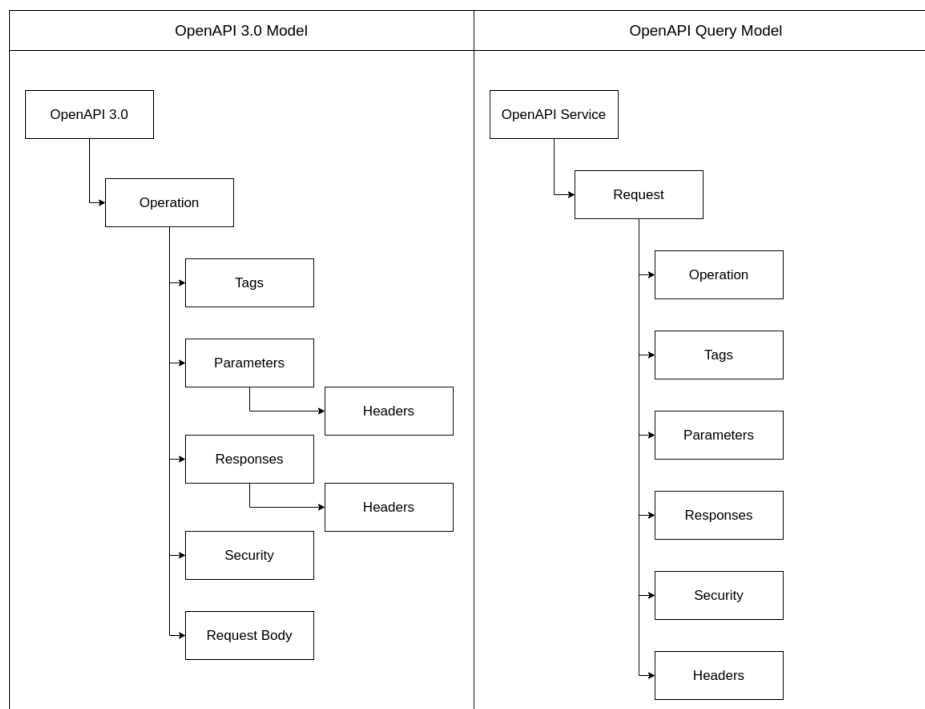 OpenAPI 3.0 Model
OpenAPI Query Model
OpenAPI 3.0
Operation
Tags
Parameters
Headers
Responses
Headers
Security
Request Body
OpenAPI Service
Request
Operation
Tags
Parameters
Responses
Security
Headers